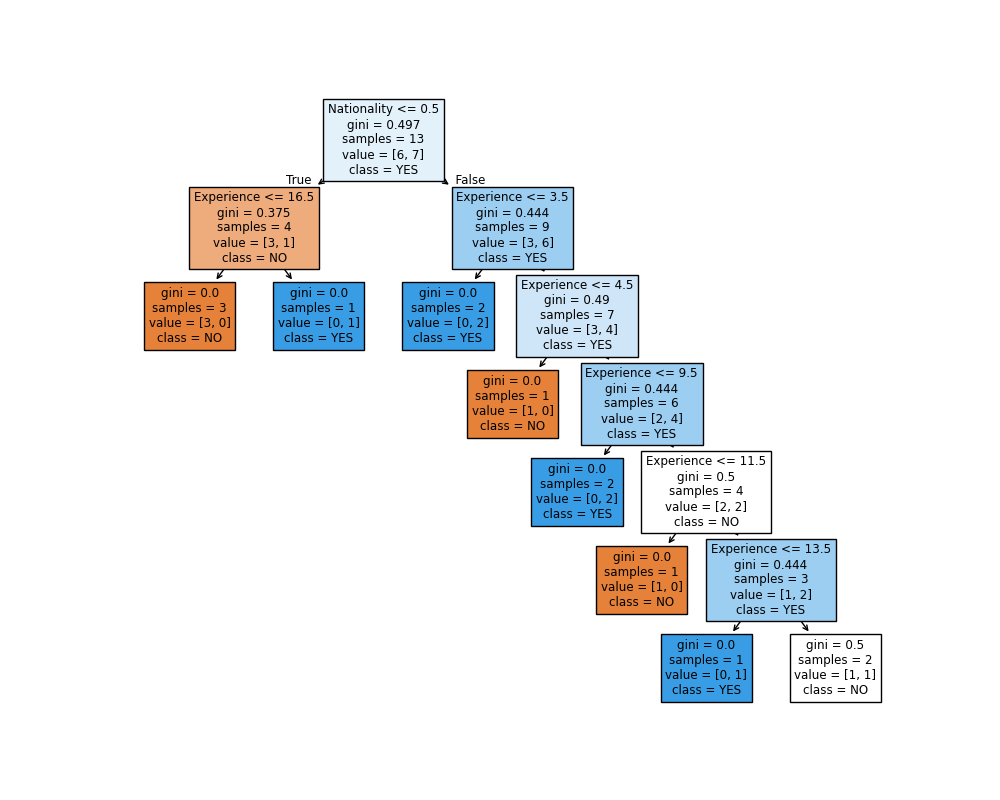 Nationality <= 0.5
gini = 0.497
samples = 13
value = [6, 7]
class = YES
True
False
Experience <= 16.5
gini = 0.375
samples = 4
value = [3, 1]
class = NO
Experience <= 3.5
gini = 0.444
samples = 9
value = [3, 6]
class = YES
gini = 0.0
samples = 3
value = [3, 0]
class = NO
gini = 0.0
samples = 1
value = [0, 1]
class = YES
gini = 0.0
samples = 2
value = [0, 2]
class = YES
Experience <= 4.5
gini = 0.49
samples = 7
value = [3, 4]
class = YES
gini = 0.0
samples = 1
value = [1, 0]
class = NO
Experience <= 9.5
gini = 0.444
samples = 6
value = [2, 4]
class = YES
gini = 0.0
samples = 2
value = [0, 2]
class = YES
Experience <= 11.5
gini = 0.5
samples = 4
value = [2, 2]
class = NO
gini = 0.0
samples = 1
value = [1, 0]
class = NO
Experience <= 13.5
gini = 0.444
samples = 3
value = [1, 2]
class = YES
gini = 0.0
samples = 1
value = [0, 1]
class = YES
gini = 0.5
samples = 2
value = [1, 1]
class = NO